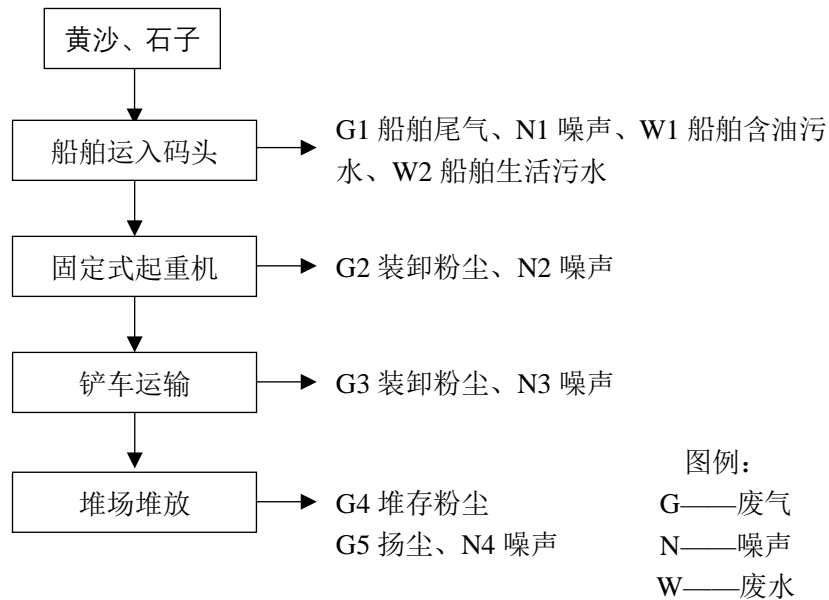 黄沙、石子
船舶运入码头
G1 船舶尾气、N1 噪声、W1 船舶含油污
水、W2 船舶生活污水
固定式起重机
G2 装卸粉尘、N2 噪声
铲车运输
G3 装卸粉尘、N3 噪声
堆场堆放
G4 堆存粉尘
G5 扬尘、N4 噪声
图例：
G——废气
N——噪声
W——废水